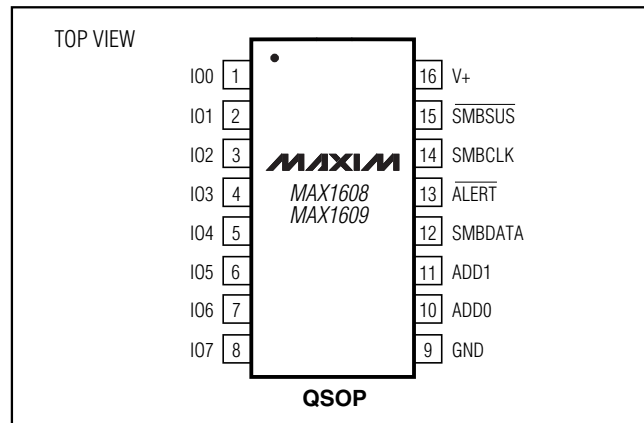 TOP VIEW
IO0 1 16 V+
IO1 2 15 SMBSUS
IO2 3 14 SMBCLK
MAXIM
IO3 4 MAX1608 13 ALERT
MAX1609
IO4 5 12 SMBDATA
IO5 6 11 ADD1
IO6 7 10 ADD0
IO7 8 9 GND
QSOP